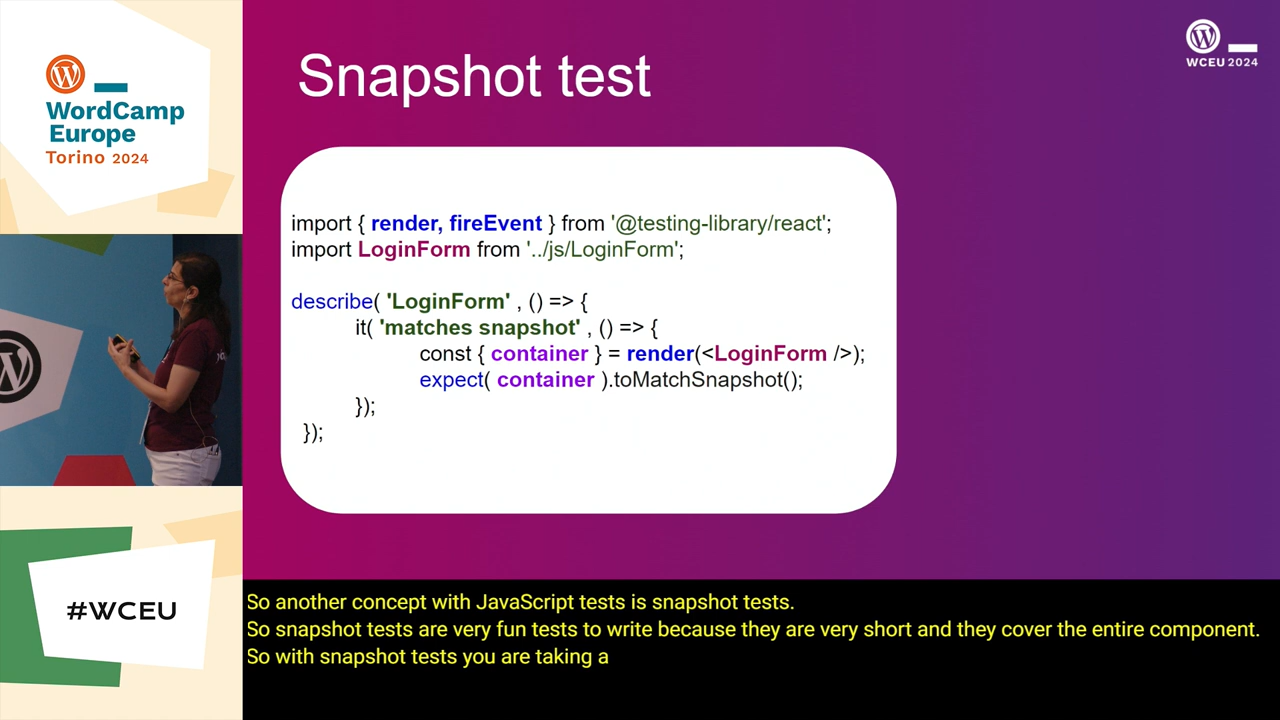 WordCamp
Europe
Torino 2024
#WCEU
Snapshot test
WCEU 2024
import { render, fireEvent } from '@testing-library/react';
import LoginForm from '../js/LoginForm';
describe( 'LoginForm' , () => {
it( 'matches snapshot' , () => {
const { container } = render(<LoginForm />);
expect( container ).toMatchSnapshot();
});
});
So another concept with JavaScript tests is snapshot tests.
So snapshot tests are very fun tests to write because they are very short and they cover the entire component.
So with snapshot tests you are taking a